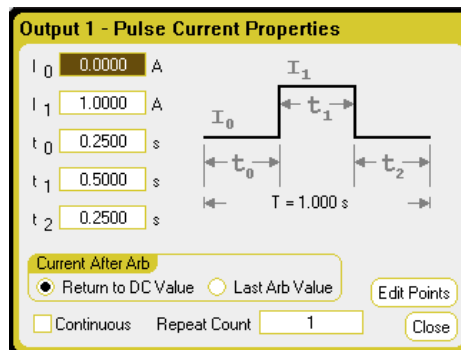 Output 1 - Pulse Current Properties
I 0 0.0000 A
I 1 1.0000 A
t 0 0.2500 s
t 1 0.5000 s
t 2 0.2500 s
I1
I0 t1
t0 t2
T = 1.000 s
Current After Arb
Return to DC Value Last Arb Value
Edit Points
Continuous Repeat Count 1 Close